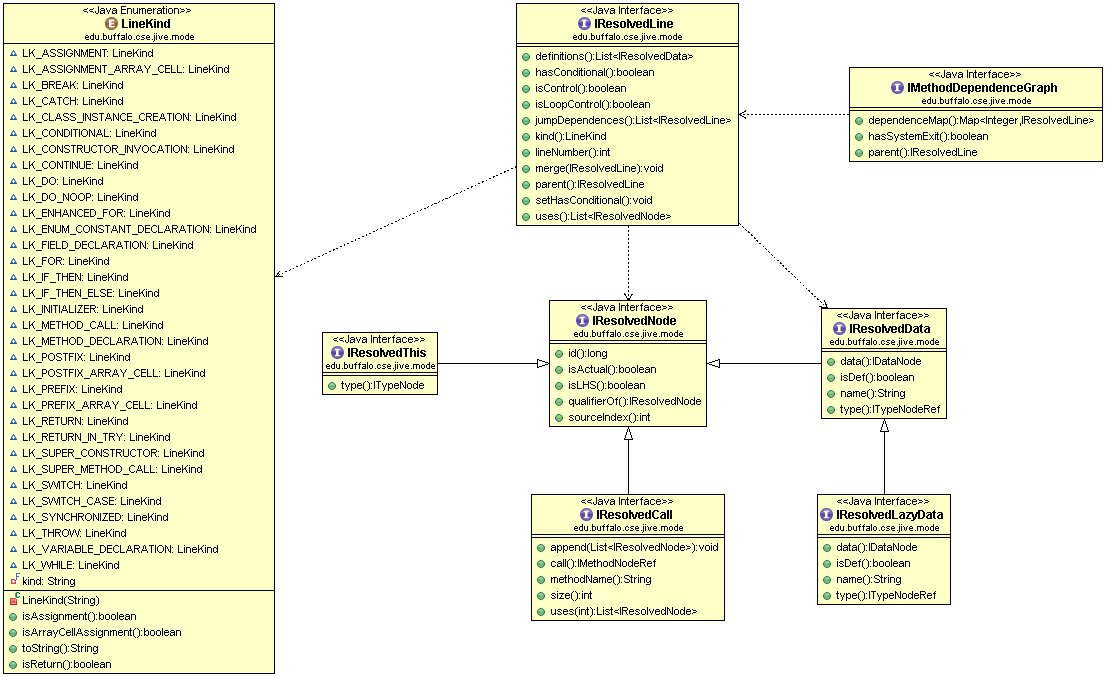 <<Java Enumeration>>
LineKind
edu.buffalo.cse.jive.mode
LK_ASSIGNMENT: LineKind
LK_ASSIGNMENT_ARRAY_CELL: LineKind
LK_BREAK: LineKind
LK_CATCH: LineKind
LK_CLASS_INSTANCE_CREATION: LineKind
LK_CONDITIONAL: LineKind
LK_CONSTRUCTOR_INVOCATION: LineKind
LK_CONTINUE: LineKind
LK_DO: LineKind
LK_DO_NOOP: LineKind
LK_ENHANCED_FOR: LineKind
LK_ENUM_CONSTANT_DECLARATION: LineKind
LK_FIELD_DECLARATION: LineKind
LK_FOR: LineKind
LK_IF_THEN: LineKind
LK_IF_THEN_ELSE: LineKind
LK_INITIALIZER: LineKind
LK_METHOD_CALL: LineKind
LK_METHOD_DECLARATION: LineKind
LK_POSTFIX: LineKind
LK_POSTFIX_ARRAY_CELL: LineKind
LK_PREFIX: LineKind
LK_PREFIX_ARRAY_CELL: LineKind
LK_RETURN: LineKind
LK_RETURN_IN_TRY: LineKind
LK_SUPER_CONSTRUCTOR: LineKind
LK_SUPER_METHOD_CALL: LineKind
LK_SWITCH: LineKind
LK_SWITCH_CASE: LineKind
LK_SYNCHRONIZED: LineKind
LK_THROW: LineKind
LK_VARIABLE_DECLARATION: LineKind
LK_WHILE: LineKind
kind: String
LineKind(String)
isAssignment():boolean
isArrayCellAssignment():boolean
toString():String
isReturn():boolean
<<Java Interface>>
IResolvedLine
edu.buffalo.cse.jive.mode
definitions():List<IResolvedData>
hasConditional():boolean
isControl():boolean
isLoopControl():boolean
jumpDependences():List<IResolvedLine>
kind():LineKind
lineNumber():int
merge(IResolvedLine):void
parent():IResolvedLine
setHasConditional():void
uses():List<IResolvedNode>
<<Java Interface>>
IMethodDependenceGraph
edu.buffalo.cse.jive.mode
dependenceMap():Map<Integer,IResolvedLine>
hasSystemExit():boolean
parent():IResolvedLine
<<Java Interface>>
IResolvedThis
edu.buffalo.cse.jive.mode
type():ITypeNode
<<Java Interface>>
IResolvedNode
edu.buffalo.cse.jive.mode
id():long
isActual():boolean
isLHS():boolean
qualifierOf():IResolvedNode
sourceIndex():int
<<Java Interface>>
IResolvedData
edu.buffalo.cse.jive.mode
data():IDataNode
isDef():boolean
name():String
type():ITypeNodeRef
<<Java Interface>>
IResolvedCall
edu.buffalo.cse.jive.mode
append(List<IResolvedNode>):void
call():IMethodNodeRef
methodName():String
size():int
uses(int):List<IResolvedNode>
<<Java Interface>>
IResolvedLazyData
edu.buffalo.cse.jive.mode
data():IDataNode
isDef():boolean
name():String
type():ITypeNodeRef